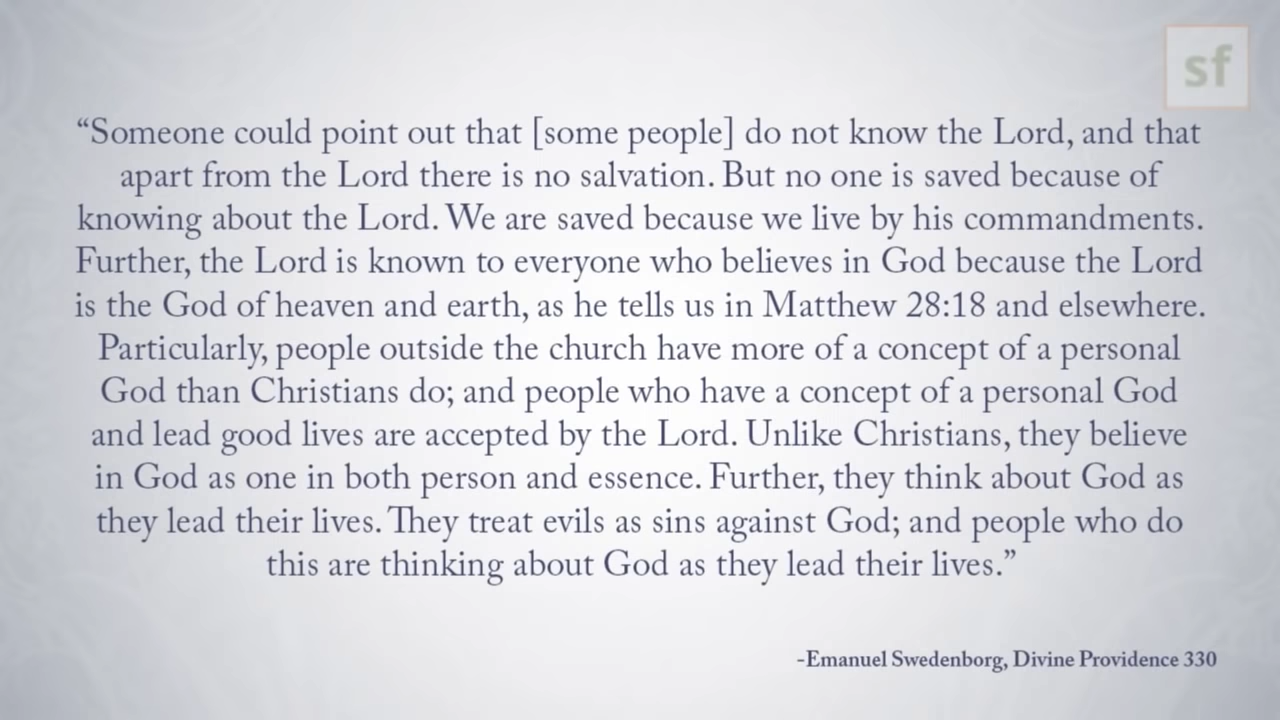 sf
“Someone could point out that [some people] do not know the Lord, and that
apart from the Lord there is no salvation. But no one is saved because of
knowing about the Lord. We are saved because we live by his commandments.
Further, the Lord is known to everyone who believes in God because the Lord
is the God of heaven and earth, as he tells us in Matthew 28:18 and elsewhere.
Particularly, people outside the church have more of a concept of a personal
God than Christians do; and people who have a concept of a personal God
and lead good lives are accepted by the Lord. Unlike Christians, they believe
in God as one in both person and essence. Further, they think about God as
they lead their lives. They treat evils as sins against God; and people who do
this are thinking about God as they lead their lives.”
-Emanuel Swedenborg, Divine Providence 330